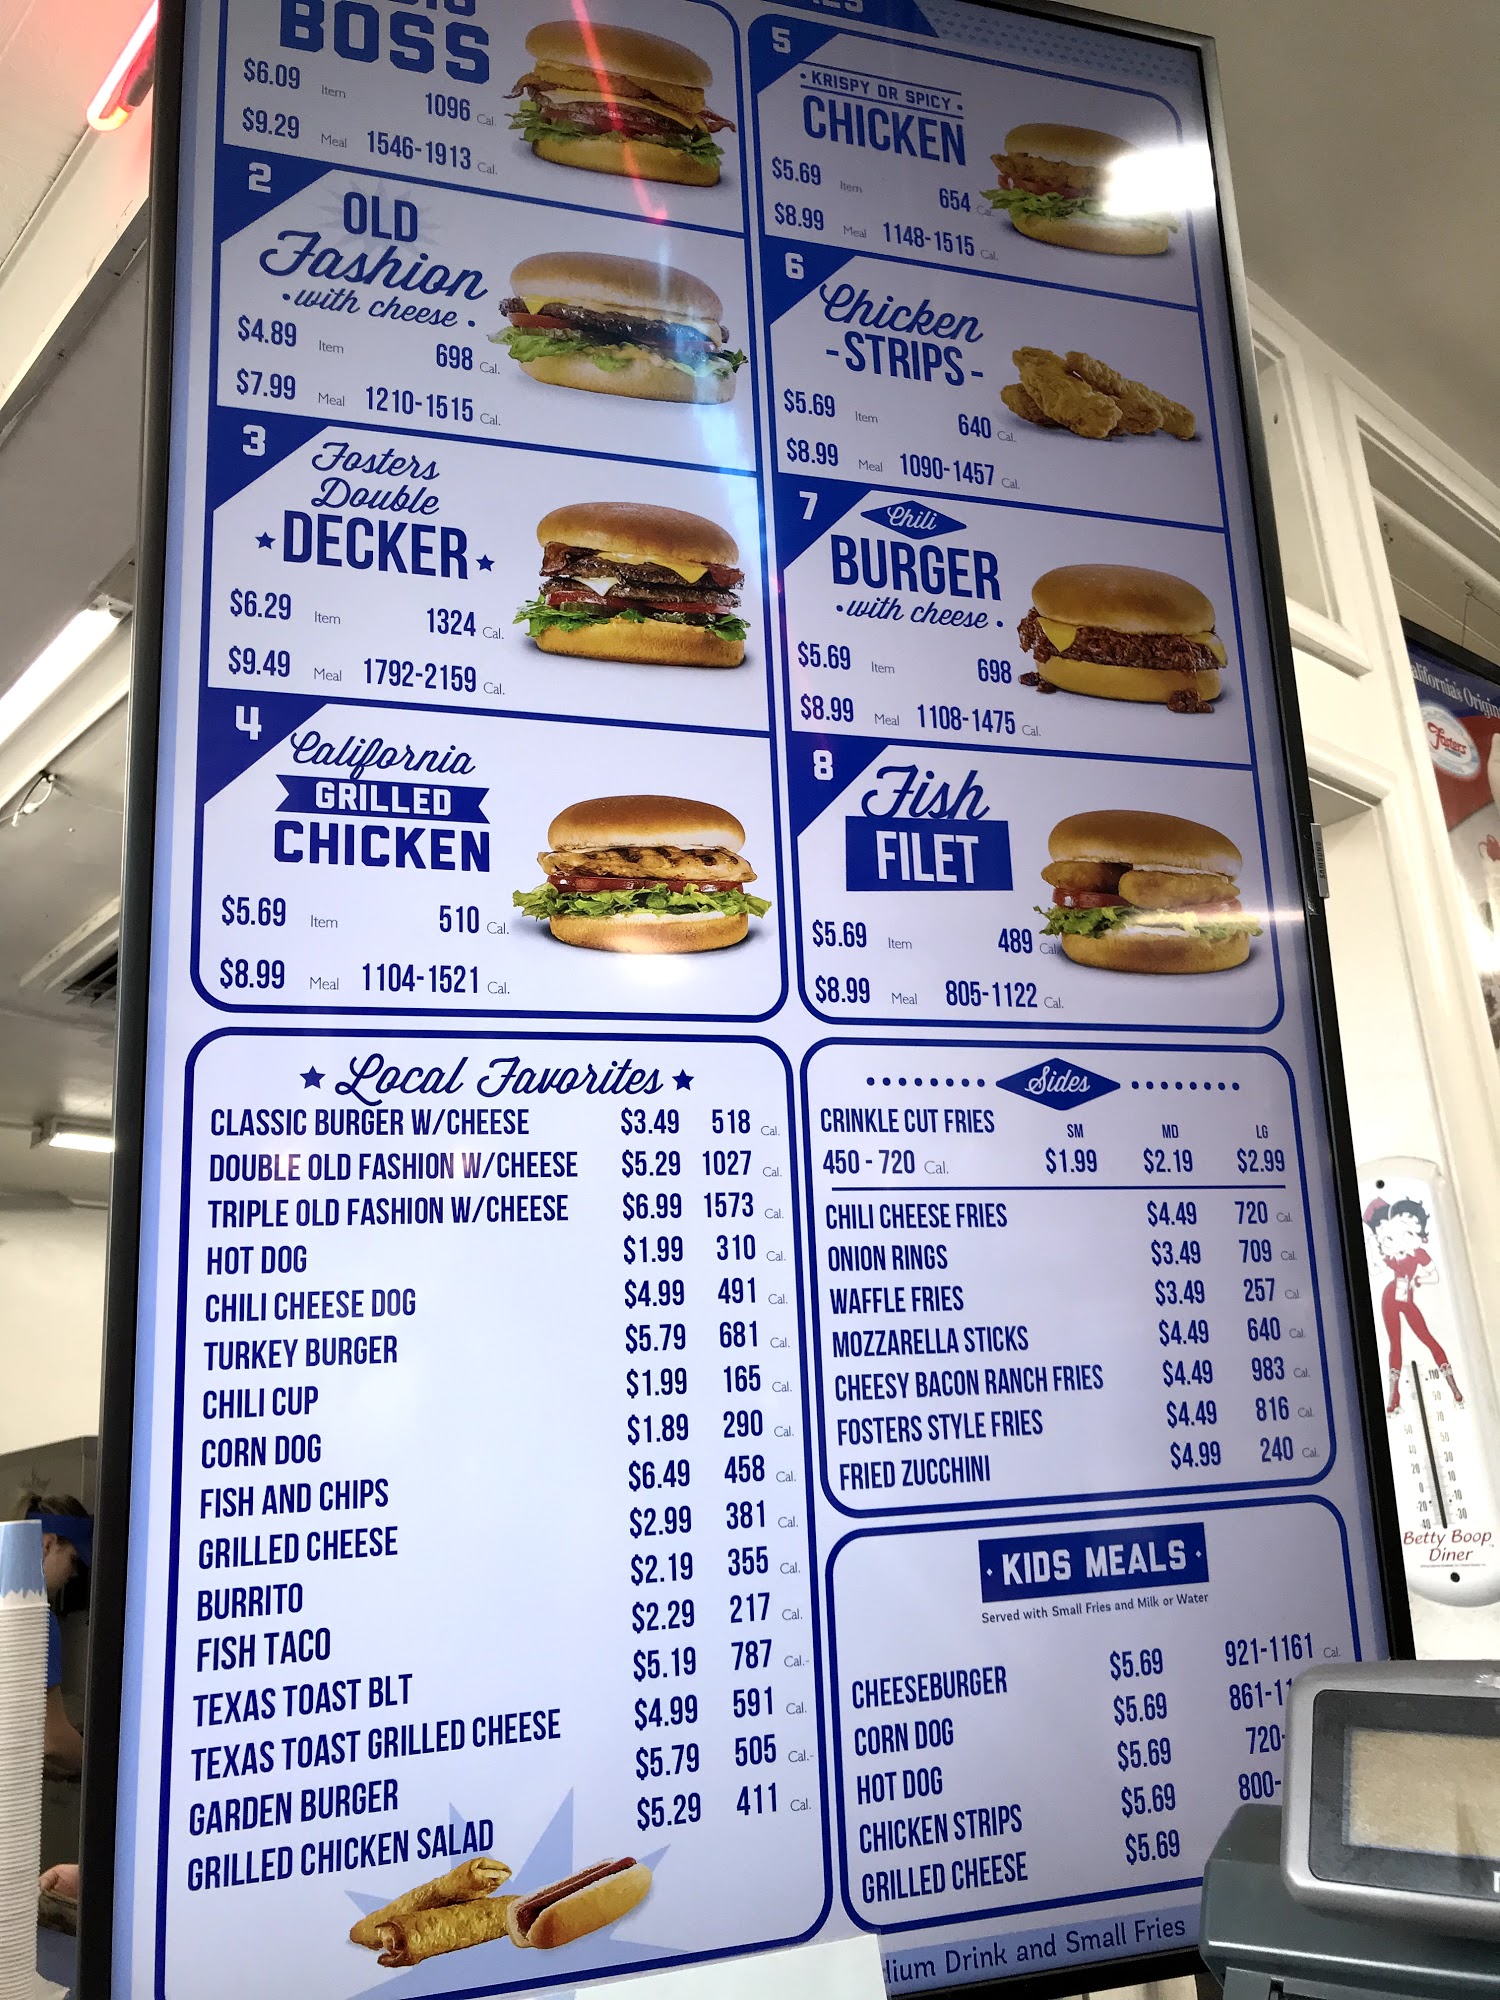 BOSS
$6.09 Item 1096 Cal.
$9.29 Meal 1546-1913 Cal.
2
OLD
Fashion
• with cheese •
$4.89 Item 698 Cal.
$7.99 Meal 1210-1515 Cal.
3
Fosters
Double
DECKER
$6.29 Item 1324 Cal.
$9.49 Meal 1792-2159 Cal.
4
California
GRILLED
CHICKEN
$5.69 Item 510 Cal.
$8.99 Meal 1104-1521 Cal.
5
• KRISPY OR SPICY •
CHICKEN
$5.69 Item 654 Cal.
$8.99 Meal 1148-1515 Cal.
6
Chicken
- STRIPS -
$5.69 Item 640 Cal.
$8.99 Meal 1090-1457 Cal.
7
Chili
BURGER
• with cheese •
$5.69 Item 698
$8.99 Meal 1108-1475 Cal.
8
Fish
FILET
$5.69 Item 489 Cal
$8.99 Meal 805-1122 Cal.
Local Favorites
CLASSIC BURGER W/CHEESE $3.49 518 Cal.
DOUBLE OLD FASHION W/CHEESE $5.29 1027 Cal.
TRIPLE OLD FASHION W/CHEESE $6.99 1573 Cal.
HOT DOG $1.99 310 Cal.
CHILI CHEESE DOG $4.99 491 Cal.
TURKEY BURGER $5.79 681 Cal.
CHILI CUP $1.99 165 Cal.
CORN DOG $1.89 290 Cal.
FISH AND CHIPS $6.49 458 Cal.
GRILLED CHEESE $2.99 381 Cal.
BURRITO $2.19 355 Cal.
FISH TACO $2.29 217 Cal.
TEXAS TOAST BLT $5.19 787 Cal.-
TEXAS TOAST GRILLED CHEESE $4.99 591 Cal.
GARDEN BURGER $5.79 505 Cal.-
GRILLED CHICKEN SALAD $5.29 411 Cal.
Sides
CRINKLE CUT FRIES SM MD LG
450 - 720 Cal. $1.99 $2.19 $2.99
CHILI CHEESE FRIES $4.49 720 Cal.
ONION RINGS $3.49 709 Cal.
WAFFLE FRIES $3.49 257 Cal
MOZZARELLA STICKS $4.49 640 Cal.
CHEESY BACON RANCH FRIES $4.49 983 Cal.
FOSTERS STYLE FRIES $4.49 816 Cal.
FRIED ZUCCHINI $4.99 240 Cal.
• KIDS MEALS •
Served with Small Fries and Milk or Water
CHEESEBURGER $5.69 921-1161 Cal.
CORN DOG $5.69 861-11
HOT DOG $5.69 720-
CHICKEN STRIPS $5.69 800-
GRILLED CHEESE $5.69
dium Drink and Small Fries
SAMSUNG
alifornia's Origin
Fosters
Betty Boop
Diner